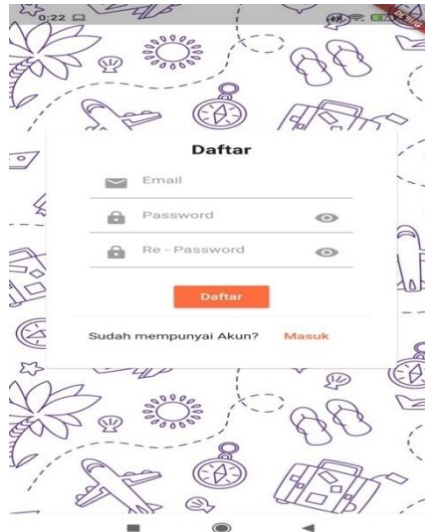 0:22
Daftar
Email
Password
Re - Password
Daftar
Sudah mempunyai Akun? Masuk